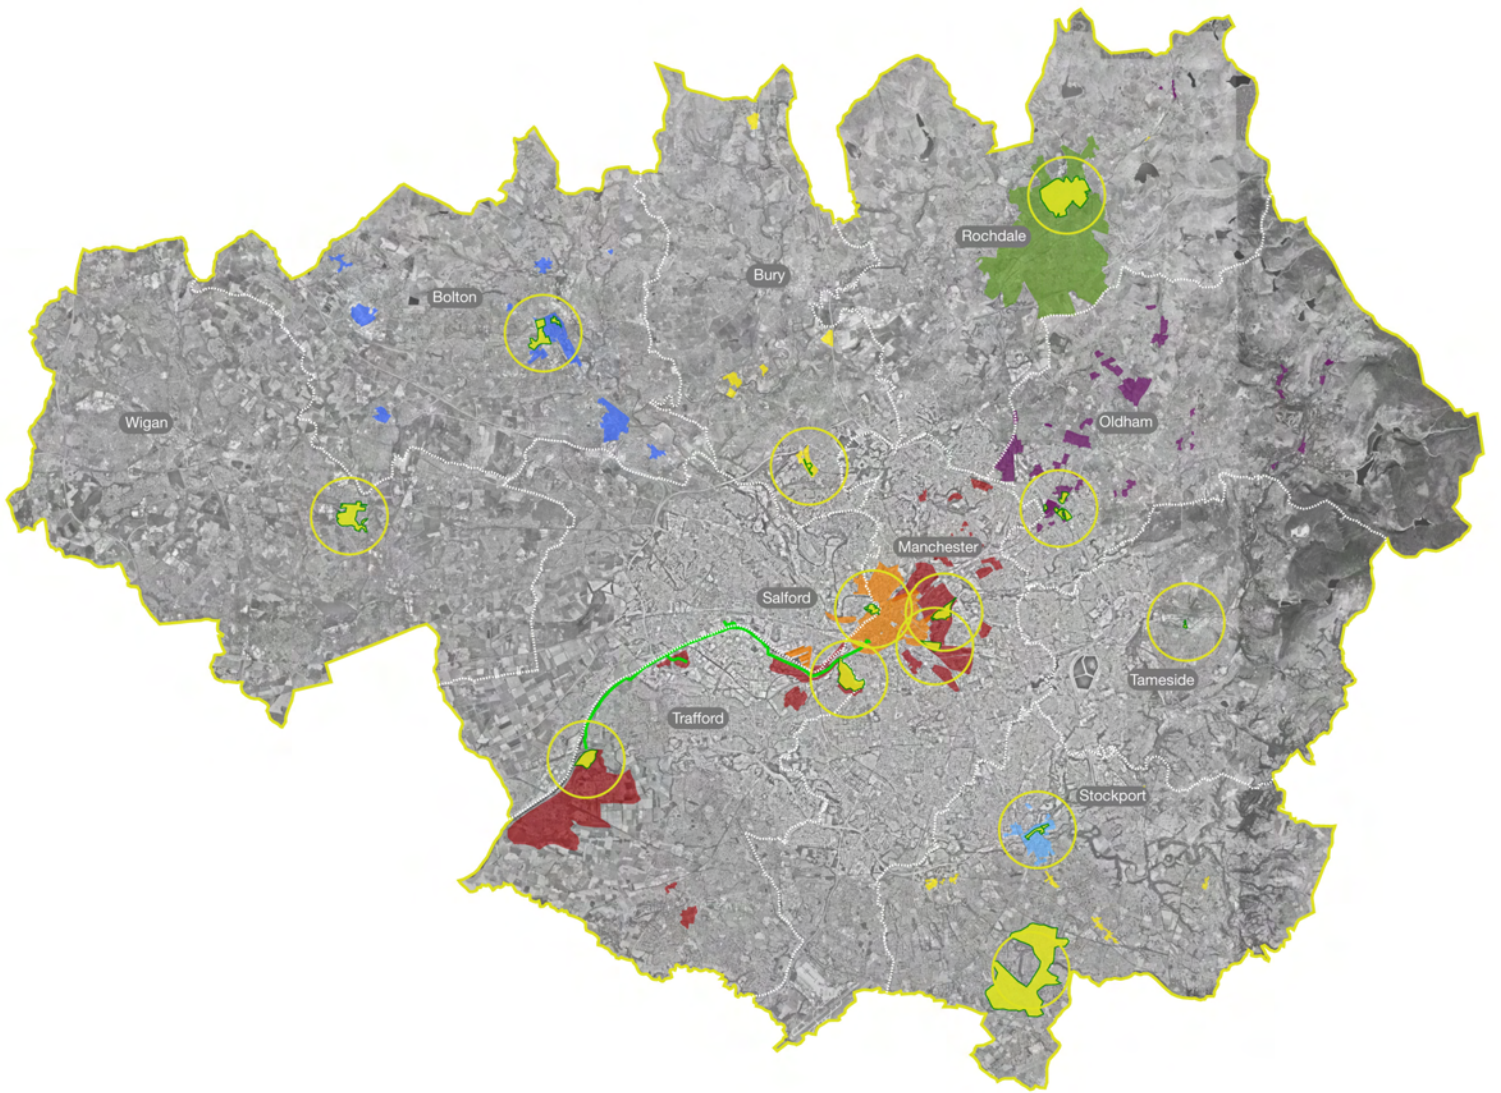 Rochdale
Bury
Bolton
Wigan
Oldham
Manchester
Salford
Tameside
Trafford
Stockport